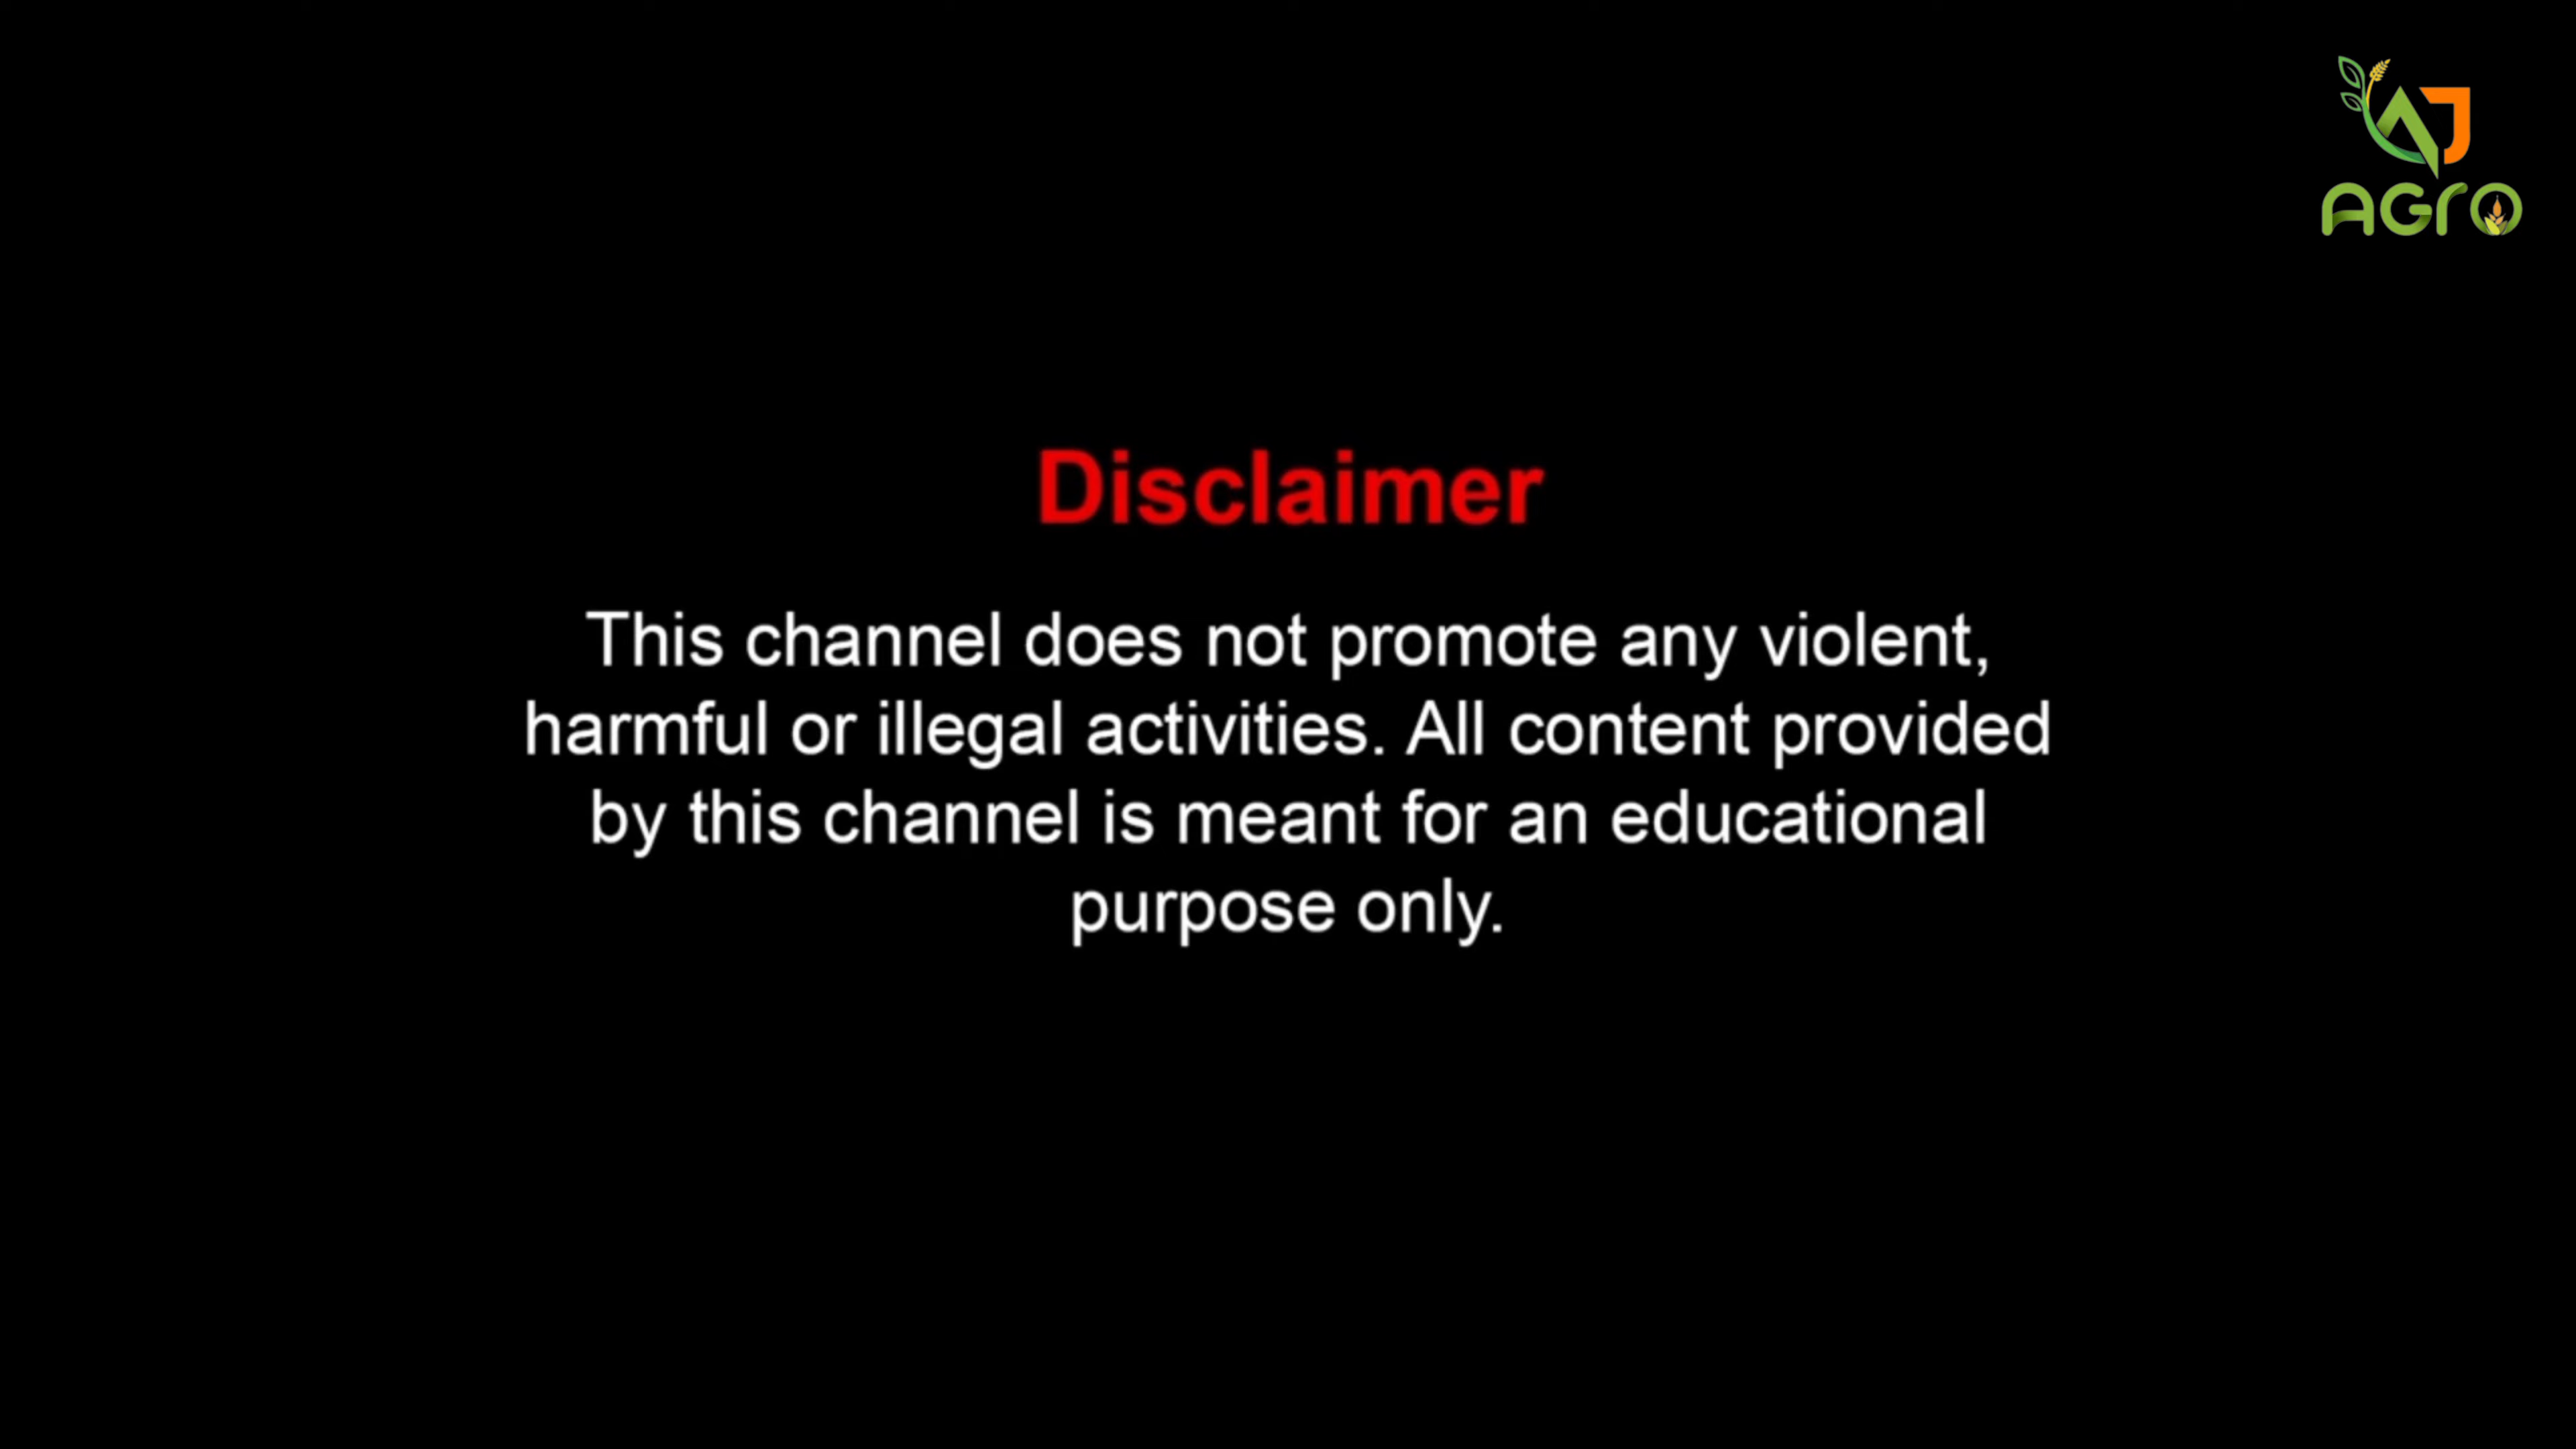 AJ
AGRO
Disclaimer
This channel does not promote any violent,
harmful or illegal activities. All content provided
by this channel is meant for an educational
purpose only.